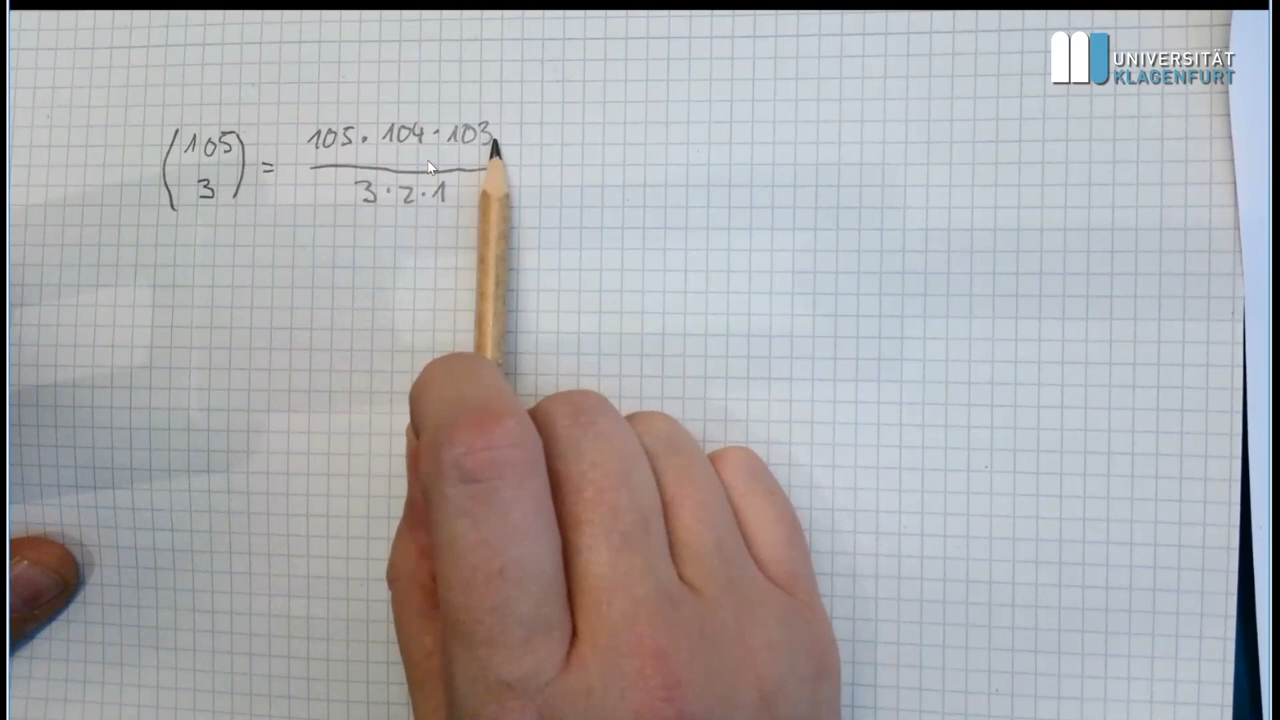 UNIVERSITÄT
KLAGENFURT
(105 3) = 105 · 104 · 103
3 · 2 · 1